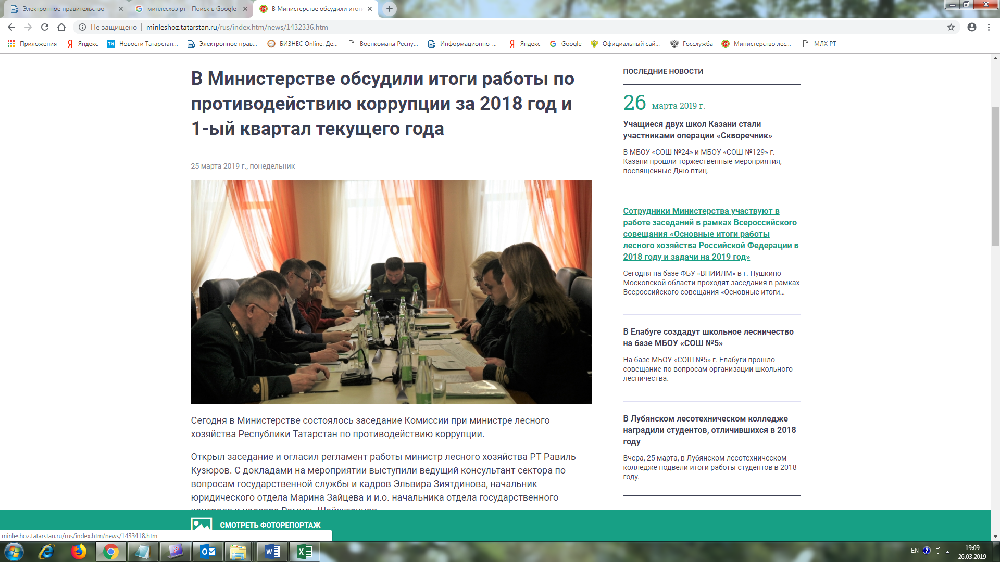 Электронное правительство
минлесхоз рт - Поиск в Google
В Министерстве обсудили итог
Не защищено
minleshoz.tatarstan.ru/rus/index.htm/news/1432336.htm
Приложения
Яндекс
Новости Татарстан...
Электронное прав...
БИЗНЕС Online. Де...
Военкоматы Респу...
Информационно-...
Яндекс
Google
Официальный сай...
Госслужба
Министерство лес...
МЛХ РТ
В Министерстве обсудили итоги работы по
противодействию коррупции за 2018 год и
1-ый квартал текущего года
25 марта 2019 г., понедельник
Сегодня в Министерстве состоялось заседание Комиссии при министре лесного
хозяйства Республики Татарстан по противодействию коррупции.
Открыл заседание и огласил регламент работы министр лесного хозяйства РТ Равиль
Кузюров. С докладами на мероприятии выступили ведущий консультант сектора по
вопросам государственной службы и кадров Эльвира Зиятдинова, начальник
юридического отдела Марина Зайцева и и.о. начальника отдела государственного
контроля и надзора Рамиль Шайхутдинов
ПОСЛЕДНИЕ НОВОСТИ
26 марта 2019 г.
Учащиеся двух школ Казани стали
участниками операции «Скворечник»
В МБОУ «СОШ №24» и МБОУ «СОШ №129» г.
Казани прошли торжественные мероприятия,
посвященные Дню птиц.
Сотрудники Министерства участвуют в
работе заседаний в рамках Всероссийского
совещания «Основные итоги работы
лесного хозяйства Российской Федерации в
2018 году и задачи на 2019 год»
Сегодня на базе ФБУ «ВНИИЛМ» в г. Пушкино
Московской области проходят заседания в рамках
Всероссийского совещания «Основные итоги...
В Елабуге создадут школьное лесничество
на базе МБОУ «СОШ №5»
На базе МБОУ «СОШ №5» г. Елабуги прошло
совещание по вопросам организации школьного
лесничества.
В Лубянском лесотехническом колледже
наградили студентов, отличившихся в 2018
году
Вчера, 25 марта, в Лубянском лесотехническом
колледже подвели итоги работы студентов в 2018
году.
СМОТРЕТЬ ФОТОРЕПОРТАЖ
minleshoz.tatarstan.ru/rus/index.htm/news/1433418.htm
EN
19:09
26.03.2019